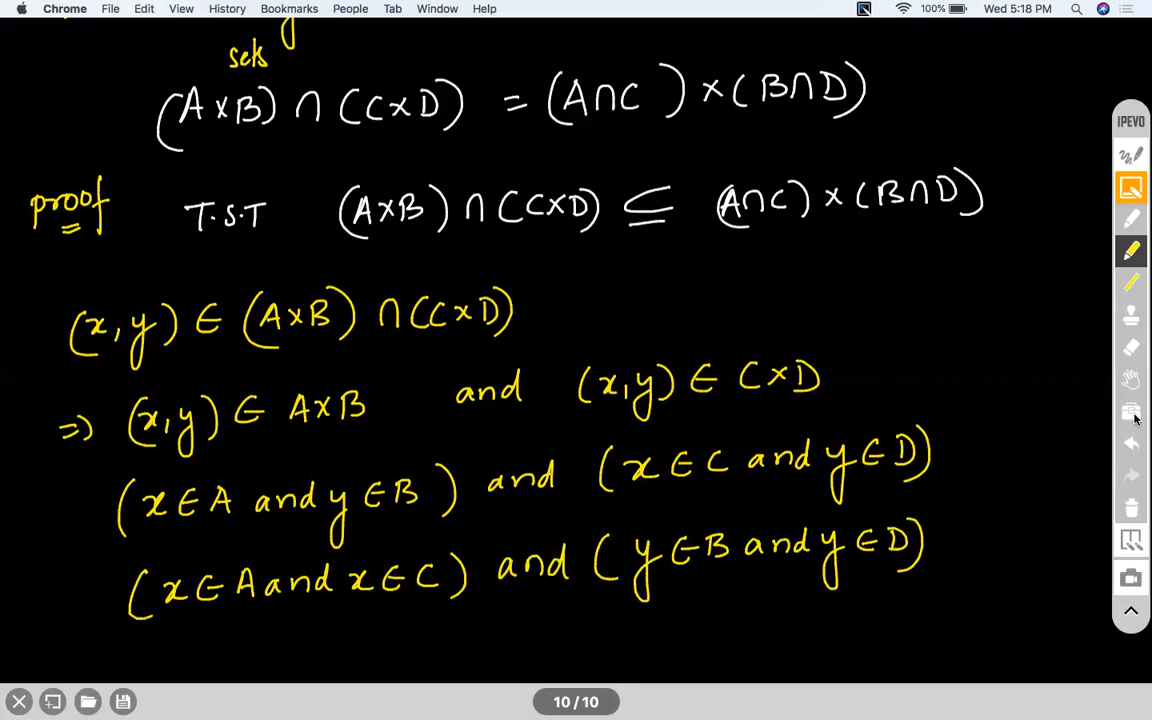 Chrome File Edit View History Bookmarks People Tab Window Help 100% Wed 5:18 PM
sets
(A×B) ∩ (C×D) = (A∩C) × (B∩D)
IPEVO
proof T.S.T (A×B) ∩ (C×D) ⊆ (A∩C) × (B∩D)
(x,y) ∈ (A×B) ∩ (C×D)
⇒ (x,y) ∈ A×B and (x,y) ∈ C×D
(x ∈ A and y ∈ B) and (x ∈ C and y ∈ D)
(x ∈ A and x ∈ C) and (y ∈ B and y ∈ D)
10 / 10